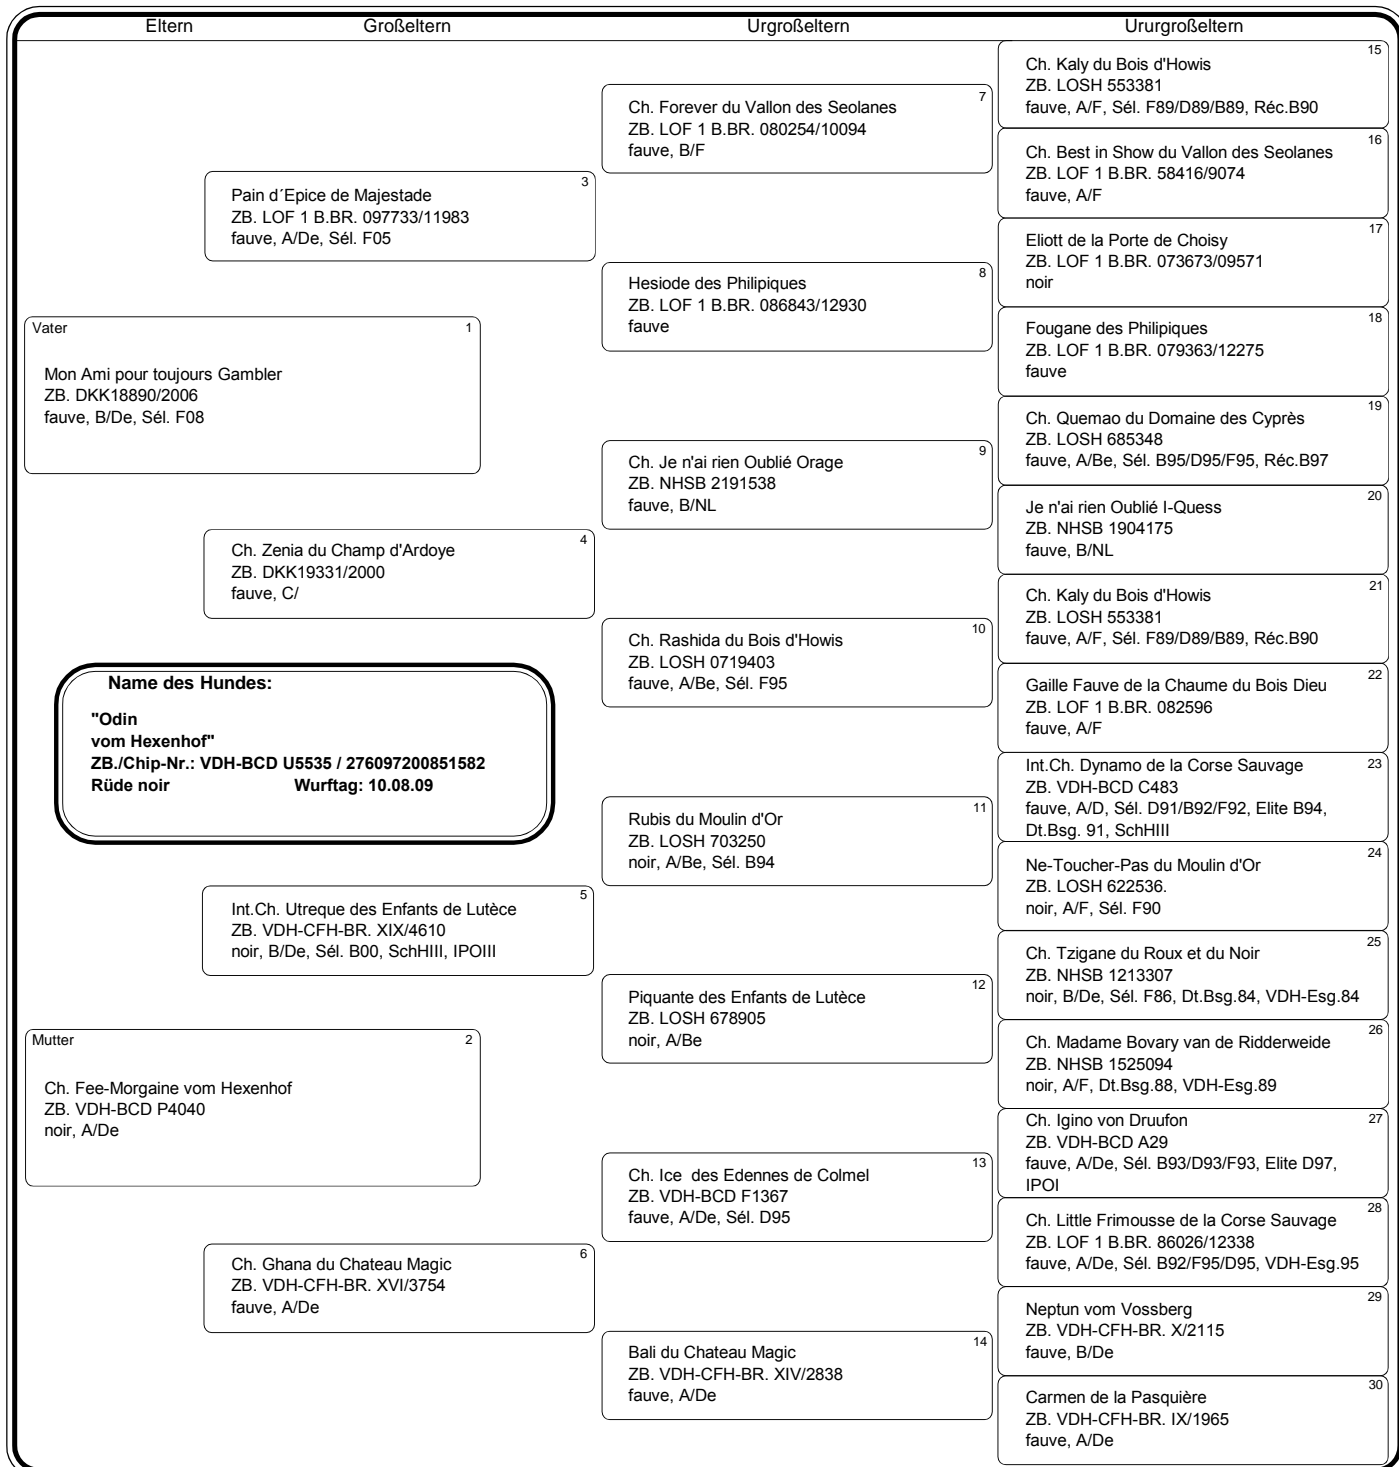 Eltern Großeltern Urgroßeltern Ururgroßeltern
Vater 1
Mon Ami pour toujours Gambler
ZB. DKK18890/2006
fauve, B/De, Sél. F08
Mutter 2
Ch. Fee-Morgaine vom Hexenhof
ZB. VDH-BCD P4040
noir, A/De
Name des Hundes:
"Odin
vom Hexenhof"
ZB./Chip-Nr.: VDH-BCD U5535 / 276097200851582
Rüde noir Wurftag: 10.08.09
3
Pain d´Epice de Majestade
ZB. LOF 1 B.BR. 097733/11983
fauve, A/De, Sél. F05
4
Ch. Zenia du Champ d'Ardoye
ZB. DKK19331/2000
fauve, C/
5
Int.Ch. Utreque des Enfants de Lutèce
ZB. VDH-CFH-BR. XIX/4610
noir, B/De, Sél. B00, SchHIII, IPOIII
6
Ch. Ghana du Chateau Magic
ZB. VDH-CFH-BR. XVI/3754
fauve, A/De
7
Ch. Forever du Vallon des Seolanes
ZB. LOF 1 B.BR. 080254/10094
fauve, B/F
8
Hesiode des Philipiques
ZB. LOF 1 B.BR. 086843/12930
fauve
9
Ch. Je n'ai rien Oublié Orage
ZB. NHSB 2191538
fauve, B/NL
10
Ch. Rashida du Bois d'Howis
ZB. LOSH 0719403
fauve, A/Be, Sél. F95
11
Rubis du Moulin d'Or
ZB. LOSH 703250
noir, A/Be, Sél. B94
12
Piquante des Enfants de Lutèce
ZB. LOSH 678905
noir, A/Be
13
Ch. Ice  des Edennes de Colmel
ZB. VDH-BCD F1367
fauve, A/De, Sél. D95
14
Bali du Chateau Magic
ZB. VDH-CFH-BR. XIV/2838
fauve, A/De
15
Ch. Kaly du Bois d'Howis
ZB. LOSH 553381
fauve, A/F, Sél. F89/D89/B89, Réc.B90
16
Ch. Best in Show du Vallon des Seolanes
ZB. LOF 1 B.BR. 58416/9074
fauve, A/F
17
Eliott de la Porte de Choisy
ZB. LOF 1 B.BR. 073673/09571
noir
18
Fougane des Philipiques
ZB. LOF 1 B.BR. 079363/12275
fauve
19
Ch. Quemao du Domaine des Cyprès
ZB. LOSH 685348
fauve, A/Be, Sél. B95/D95/F95, Réc.B97
20
Je n'ai rien Oublié I-Quess
ZB. NHSB 1904175
fauve, B/NL
21
Ch. Kaly du Bois d'Howis
ZB. LOSH 553381
fauve, A/F, Sél. F89/D89/B89, Réc.B90
22
Gaille Fauve de la Chaume du Bois Dieu
ZB. LOF 1 B.BR. 082596
fauve, A/F
23
Int.Ch. Dynamo de la Corse Sauvage
ZB. VDH-BCD C483
fauve, A/D, Sél. D91/B92/F92, Elite B94,
Dt.Bsg. 91, SchHIII
24
Ne-Toucher-Pas du Moulin d'Or
ZB. LOSH 622536.
noir, A/F, Sél. F90
25
Ch. Tzigane du Roux et du Noir
ZB. NHSB 1213307
noir, B/De, Sél. F86, Dt.Bsg.84, VDH-Esg.84
26
Ch. Madame Bovary van de Ridderweide
ZB. NHSB 1525094
noir, A/F, Dt.Bsg.88, VDH-Esg.89
27
Ch. Igino von Druufon
ZB. VDH-BCD A29
fauve, A/De, Sél. B93/D93/F93, Elite D97,
IPOI
28
Ch. Little Frimousse de la Corse Sauvage
ZB. LOF 1 B.BR. 86026/12338
fauve, A/De, Sél. B92/F95/D95, VDH-Esg.95
29
Neptun vom Vossberg
ZB. VDH-CFH-BR. X/2115
fauve, B/De
30
Carmen de la Pasquière
ZB. VDH-CFH-BR. IX/1965
fauve, A/De